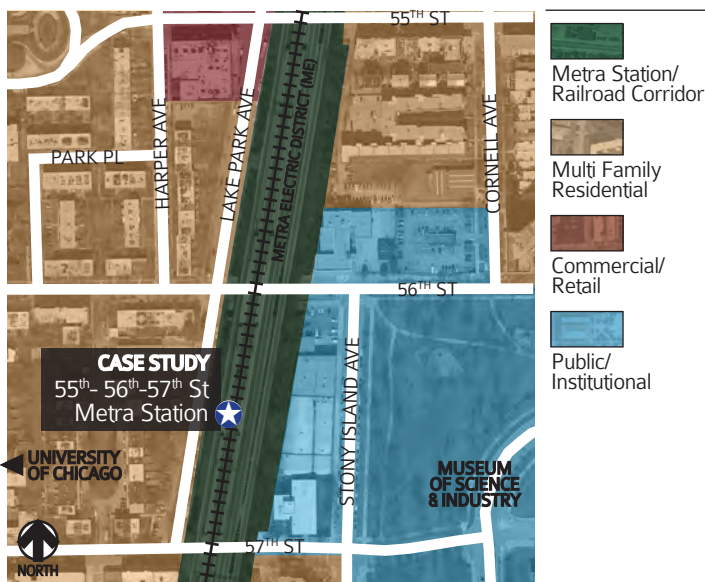 55TH ST
HARPER AVE
LAKE PARK AVE
METRA ELECTRIC DISTRICT (ME)
CORNELL AVE
PARK PL
56TH ST
CASE STUDY
55th- 56th-57th St
Metra Station
STONY ISLAND AVE
UNIVERSITY
OF CHICAGO
MUSEUM
OF SCIENCE
& INDUSTRY
57TH ST
NORTH
Metra Station/
Railroad Corridor
Multi Family
Residential
Commercial/
Retail
Public/
Institutional